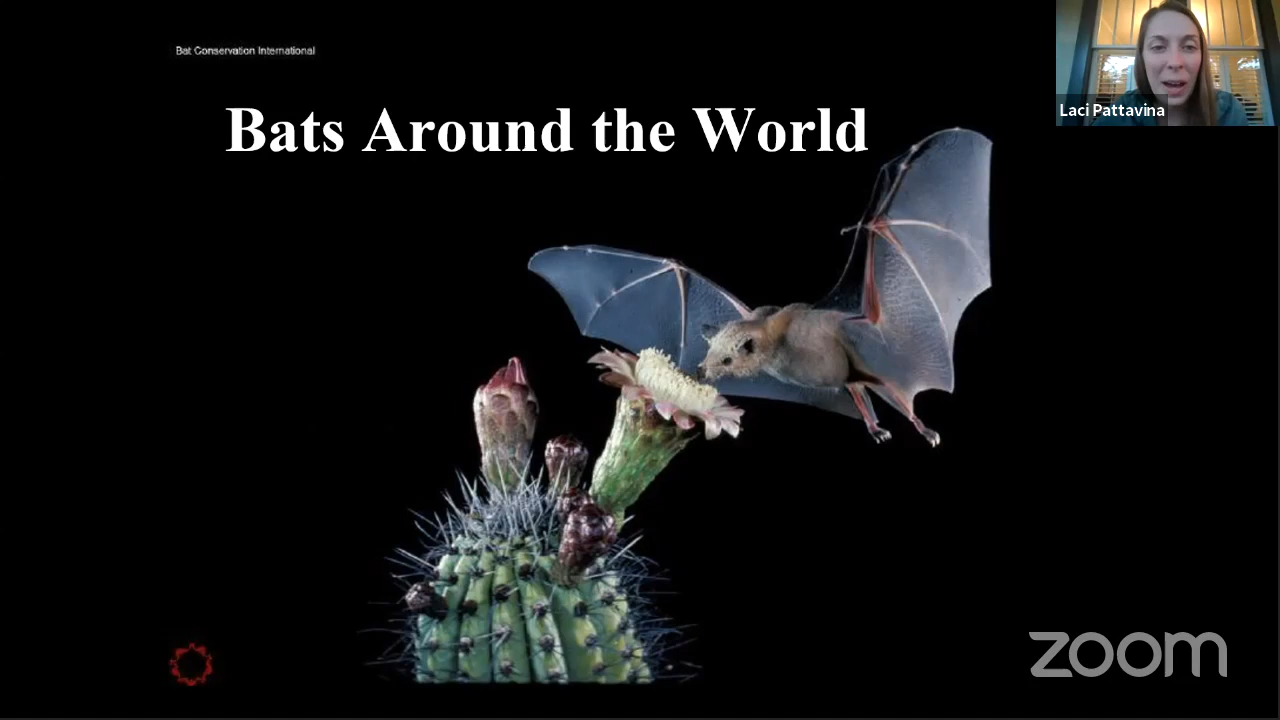 Bat Conservation International
Bats Around the World
Laci Pattavina
zoom